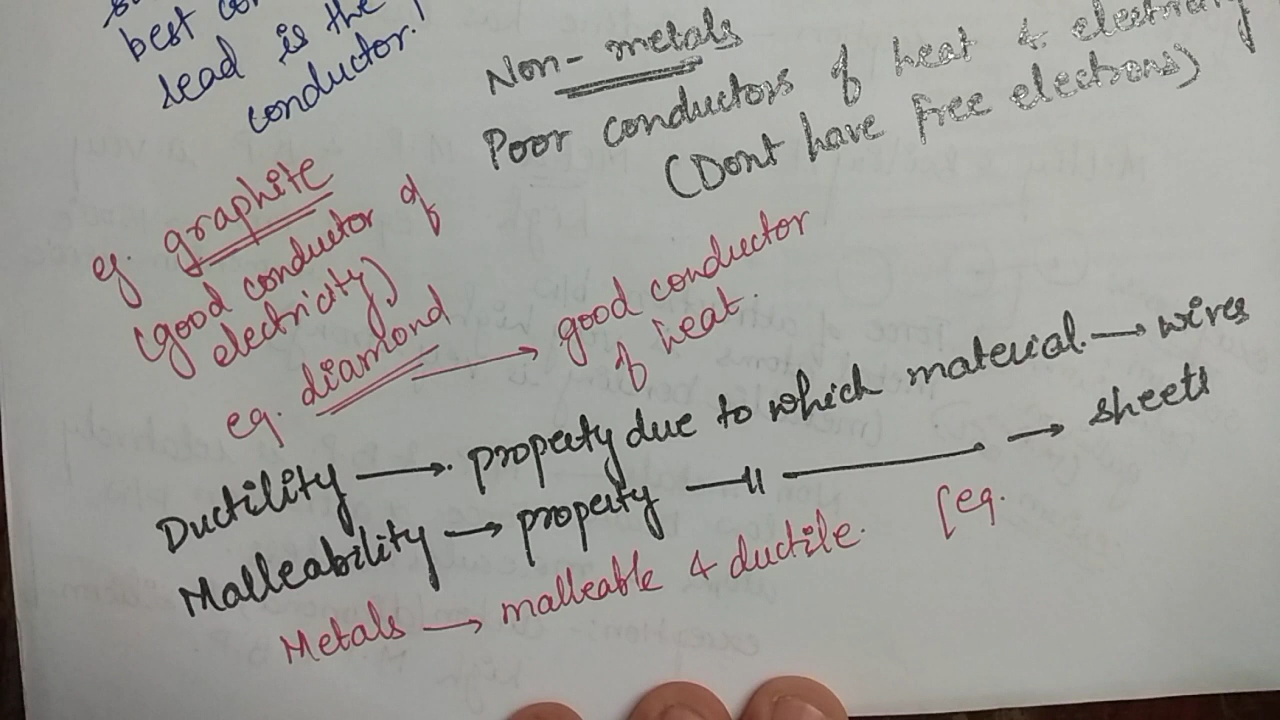 best
lead is the
conductor.
Non-metals
Poor conductors of heat & electricity
(Dont have free electrons)
eg. graphite
(good conductor of
electricity)
eg. diamond → good conductor
of heat.
Ductility → property due to which material → wires
Malleability → property —〃— → sheets
Metals → malleable & ductile. [eg.